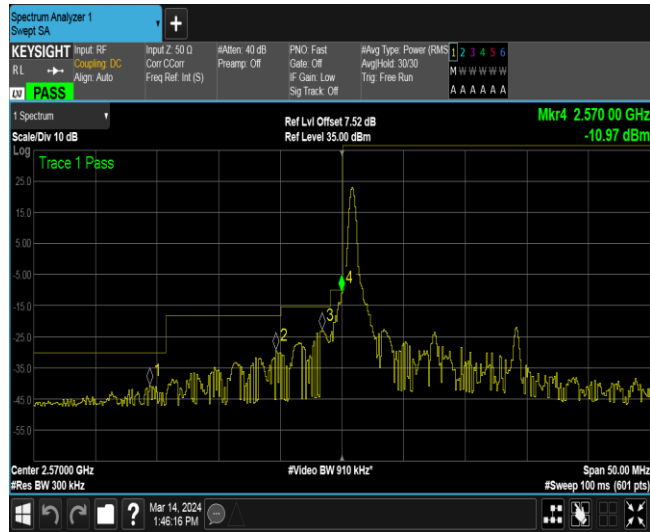 Spectrum Analyzer 1
Swept SA
+
KEYSIGHT Input: RF
RL
Coupling: DC
Align: Auto
LXI PASS
Input Z: 50 Ω
Corr CCorr
Freq Ref: Int (S)
#Atten: 40 dB
Preamp: Off
PNO: Fast
Gate: Off
IF Gain: Low
Sig Track: Off
#Avg Type: Power (RMS
Avg|Hold: 30/30
Trig: Free Run
1 2 3 4 5 6
M W W W W W
A A A A A A
1 Spectrum
Scale/Div 10 dB
Ref Lvl Offset 7.52 dB
Ref Level 35.00 dBm
Mkr4 2.570 00 GHz
-10.97 dBm
Log
Trace 1 Pass
25.0
15.0
5.00
-5.00
-15.0
-25.0
-35.0
-45.0
-55.0
1
2
3
4
Center 2.57000 GHz
#Res BW 300 kHz
#Video BW 910 kHz*
Span 50.00 MHz
#Sweep 100 ms (601 pts)
?
Mar 14, 2024
1:46:16 PM